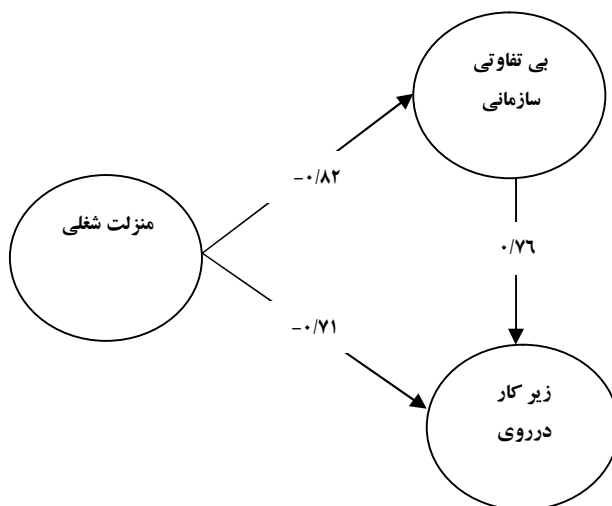 بی تفاوتی
سازمانی
-۰/۸۲
منزلت شغلی
۰/۷۶
-۰/۷۱
زیر کار
درروی